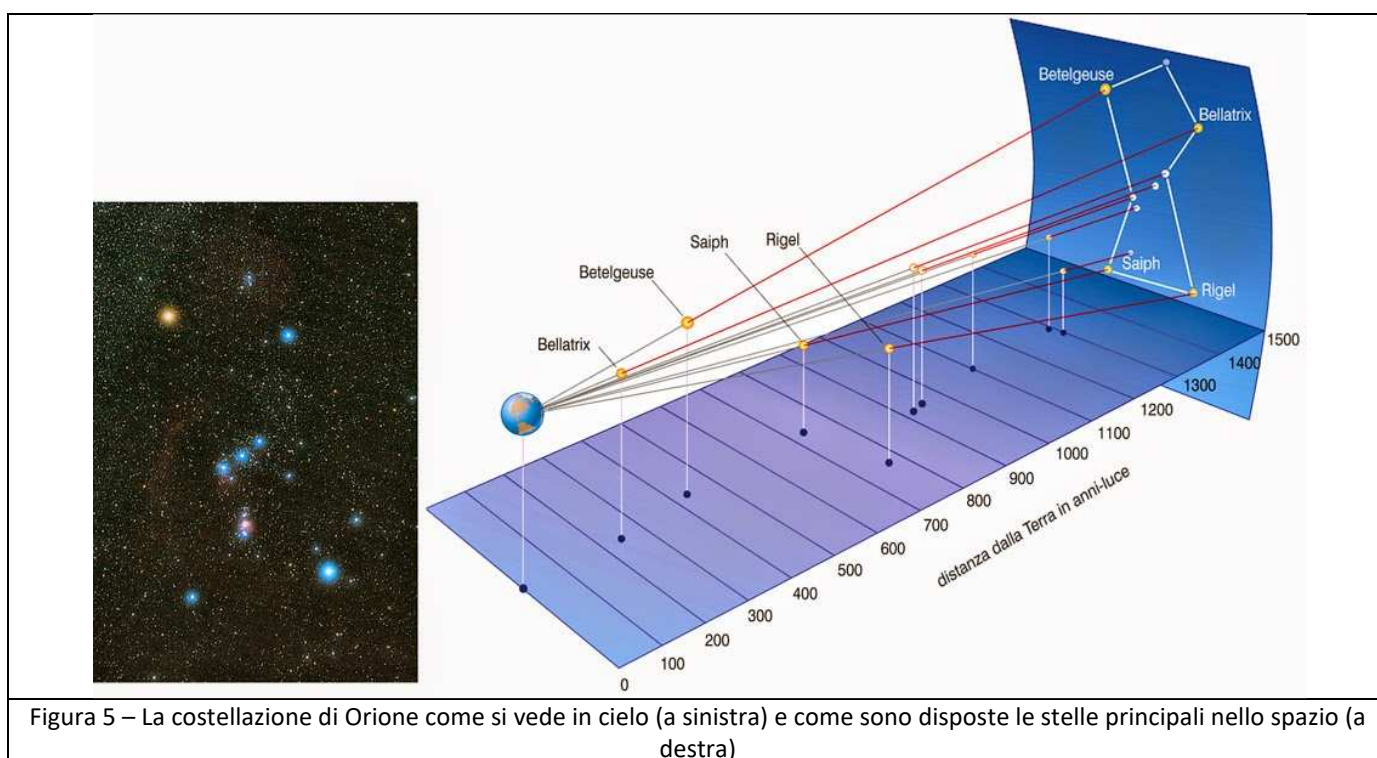 Betelgeuse
Bellatrix
Saiph
Rigel
Betelgeuse
Bellatrix
Saiph
Rigel
0
100
200
300
400
500
600
700
800
900
1000
1100
1200
1300
1400
1500
distanza dalla Terra in anni-luce
Figura 5 – La costellazione di Orione come si vede in cielo (a sinistra) e come sono disposte le stelle principali nello spazio (a
destra)